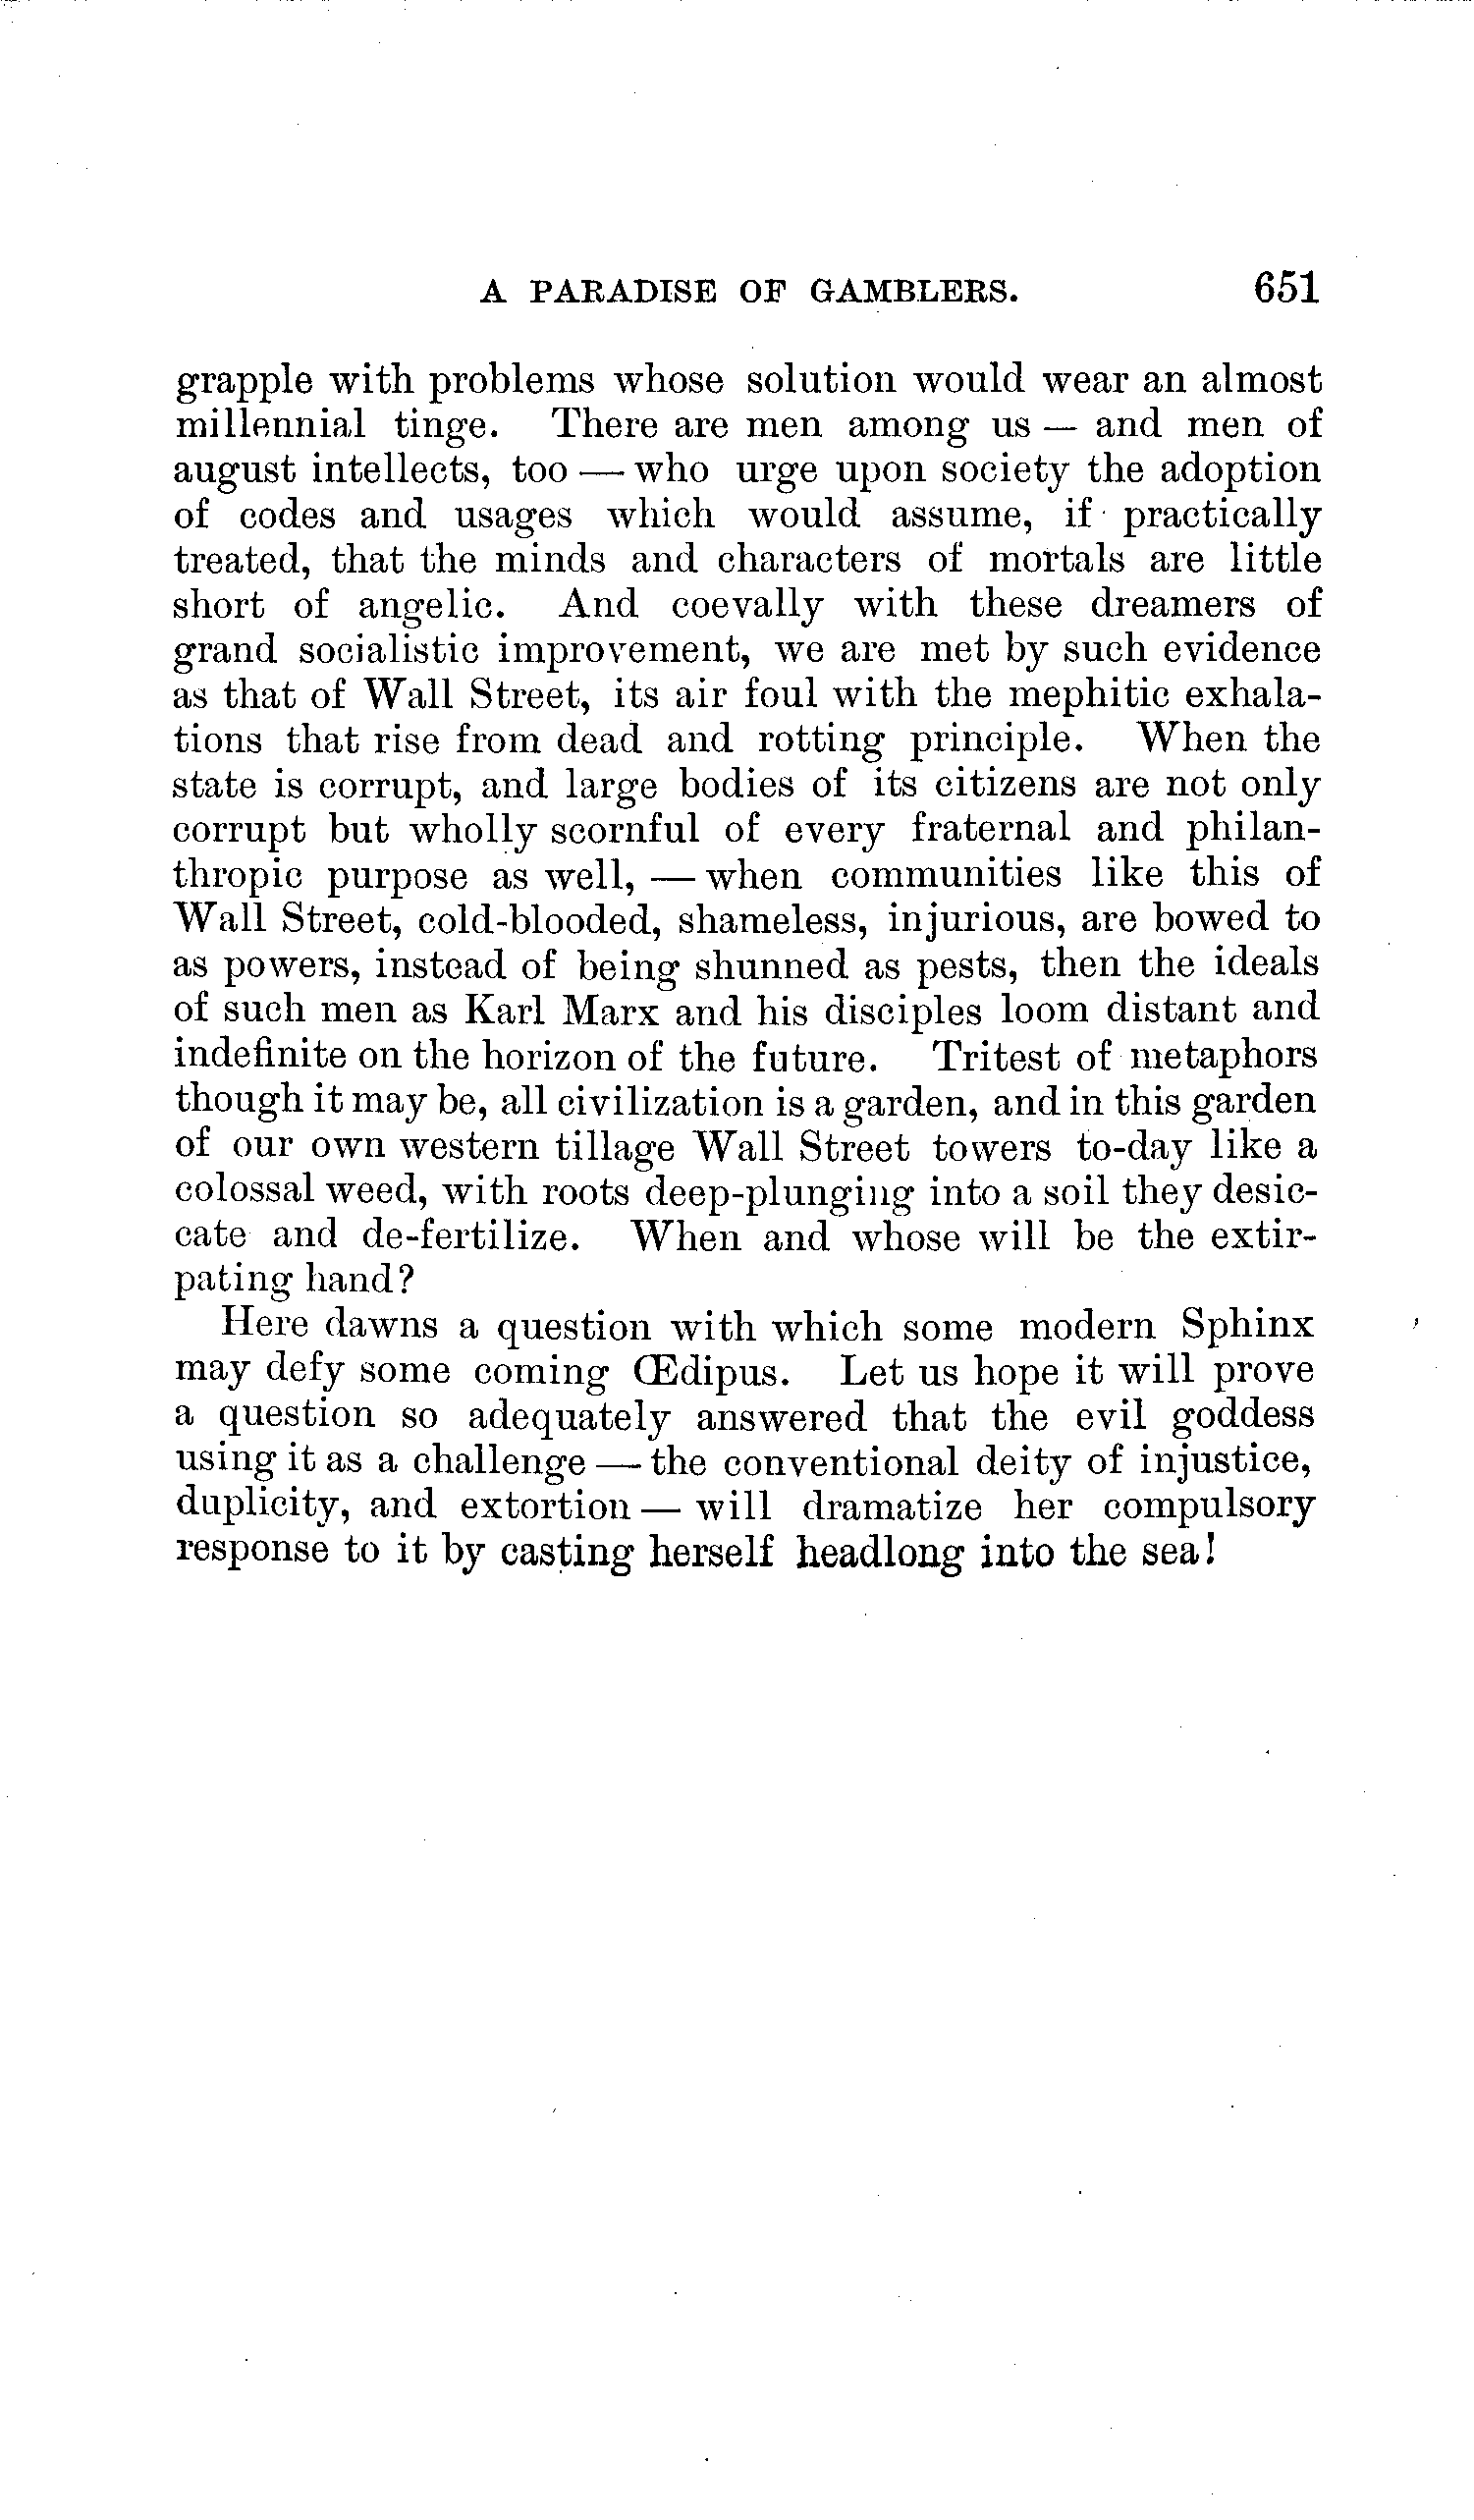 A PARADISE OF GAMBLERS. 651
grapple with problems whose solution would wear an almost
millennial tinge. There are men among us — and men of
august intellects, too — who urge upon society the adoption
of codes and usages which would assume, if practically
treated, that the minds and characters of mortals are little
short of angelic. And coevally with these dreamers of
grand socialistic improvement, we are met by such evidence
as that of Wall Street, its air foul with the mephitic exhala-
tions that rise from dead and rotting principle. When the
state is corrupt, and large bodies of its citizens are not only
corrupt but wholly scornful of every fraternal and philan-
thropic purpose as well, — when communities like this of
Wall Street, cold-blooded, shameless, injurious, are bowed to
as powers, instead of being shunned as pests, then the ideals
of such men as Karl Marx and his disciples loom distant and
indefinite on the horizon of the future. Tritest of metaphors
though it may be, all civilization is a garden, and in this garden
of our own western tillage Wall Street towers to-day like a
colossal weed, with roots deep-plunging into a soil they desic-
cate and de-fertilize. When and whose will be the extir-
pating hand?
Here dawns a question with which some modern Sphinx
may defy some coming Œdipus. Let us hope it will prove
a question so adequately answered that the evil goddess
using it as a challenge — the conventional deity of injustice,
duplicity, and extortion — will dramatize her compulsory
response to it by casting herself headlong into the sea!